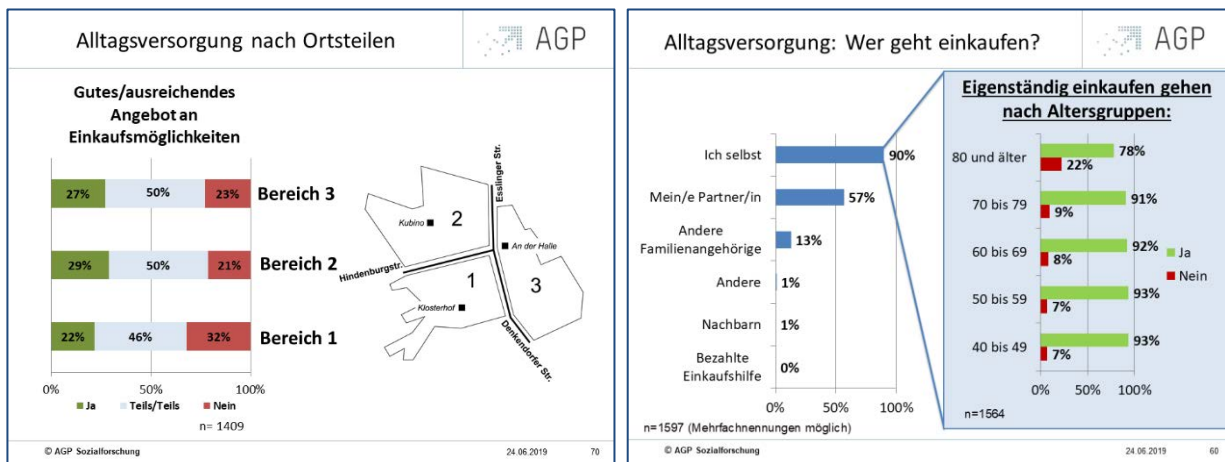 Alltagsversorgung nach Ortsteilen
AGP
Gutes/ausreichendes
Angebot an
Einkaufsmöglichkeiten
27% 50% 23% Bereich 3
29% 50% 21% Bereich 2
22% 46% 32% Bereich 1
0% 50% 100%
Ja Teils/Teils Nein
n= 1409
Esslinger Str.
Kubino
2
An der Halle
Hindenburgstr.
1
3
Klosterhof
Denkendorfer Str.
© AGP Sozialforschung 24.06.2019 70
Alltagsversorgung: Wer geht einkaufen?
AGP
Ich selbst 90%
Mein/e Partner/in 57%
Andere
Familienangehörige 13%
Andere 1%
Nachbarn 1%
Bezahlte
Einkaufshilfe 0%
0% 50% 100%
n=1597 (Mehrfachnennungen möglich)
Eigenständig einkaufen gehen
nach Altersgruppen:
80 und älter 78%
22%
70 bis 79 91%
9%
60 bis 69 92%
8%
50 bis 59 93%
7%
40 bis 49 93%
7%
Ja
Nein
0% 50% 100%
n=1564
© AGP Sozialforschung 24.06.2019 60